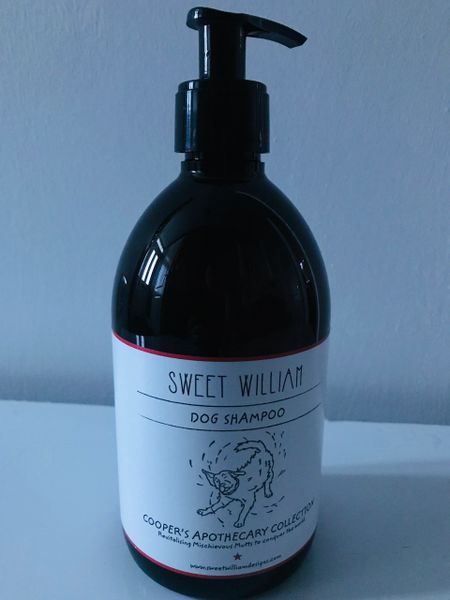 SWEET WILLIAM
DOG SHAMPOO
COOPER'S APOTHECARY COLLECTION
Revitalising Mischievous Mutts to conquer the world.
www.sweetwilliamdesigns.com